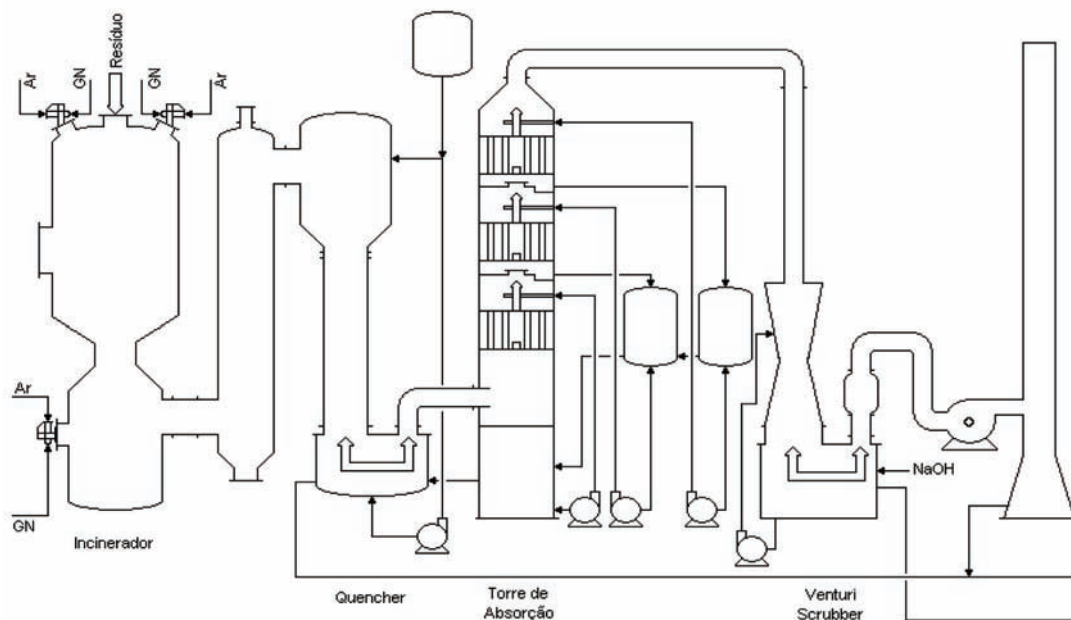 Ar
GN
Resíduo
GN
Ar
Ar
GN
Incinerador
Quencher
Torre de
Absorção
NaOH
Venturi
Scrubber